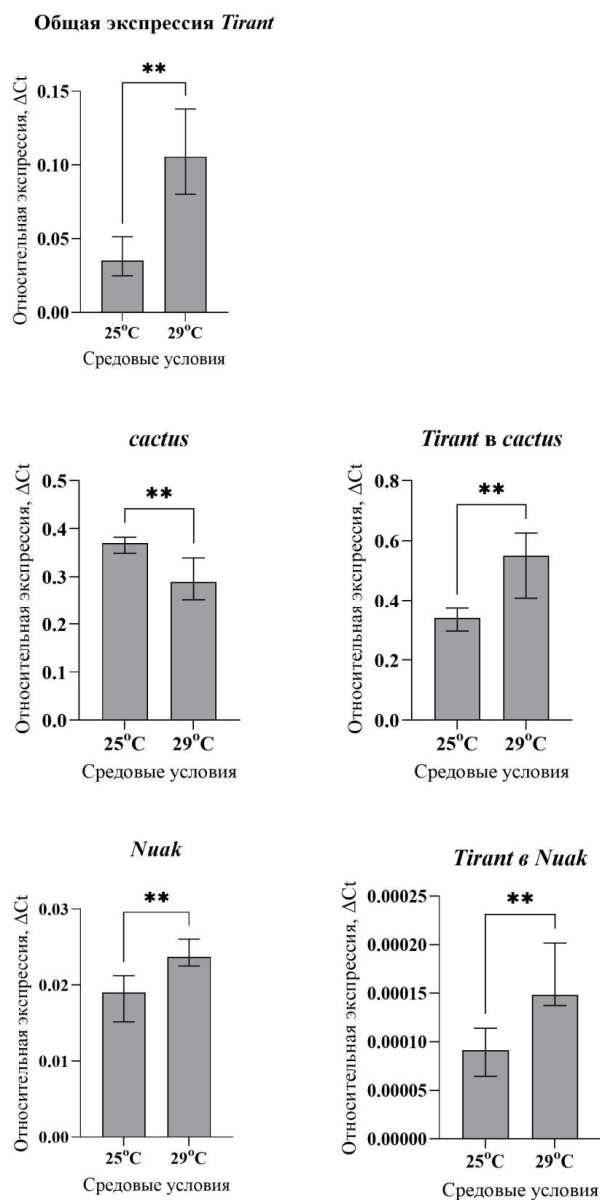 Общая экспрессия Tirant
**
Относительная экспрессия, ΔCt
0.15
0.10
0.05
0.00
25°C 29°C
Средовые условия
cactus
**
Относительная экспрессия, ΔCt
0.5
0.4
0.3
0.2
0.1
0.0
25°C 29°C
Средовые условия
Tirant в cactus
**
Относительная экспрессия, ΔCt
0.8
0.6
0.4
0.2
0.0
25°C 29°C
Средовые условия
Nuak
**
Относительная экспрессия, ΔCt
0.03
0.02
0.01
0.00
25°C 29°C
Средовые условия
Tirant в Nuak
**
Относительная экспрессия, ΔCt
0.00025
0.00020
0.00015
0.00010
0.00005
0.00000
25°C 29°C
Средовые условия